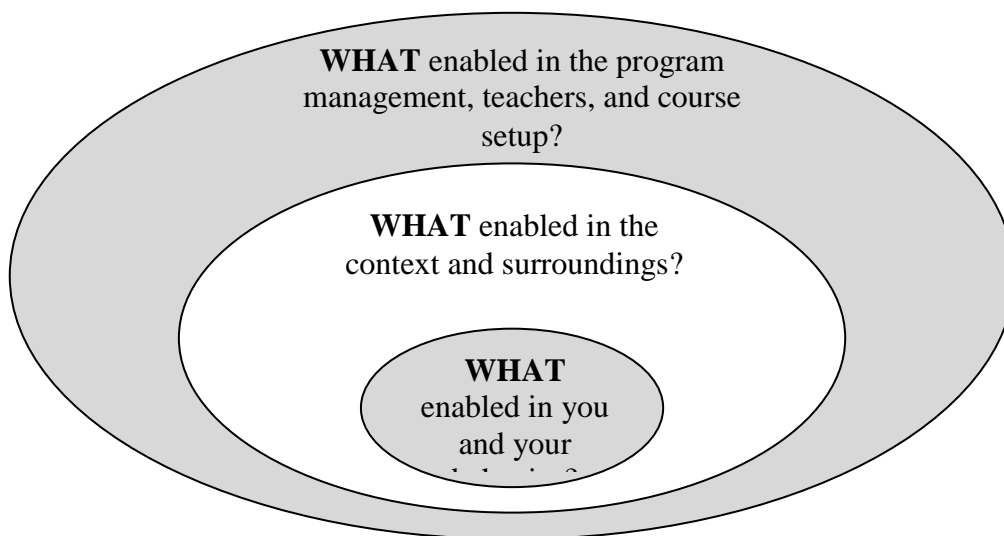 WHAT enabled in the program
management, teachers, and course
setup?
WHAT enabled in the
context and surroundings?
WHAT
enabled in you
and your